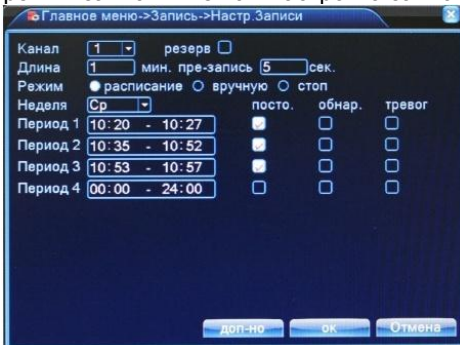 Главное меню->Запись->Настр.Записи
Канал 1 резерв
Длина 1 мин. пре-запись 5 сек.
Режим расписание вручную стоп
Неделя Ср посто. обнар. тревог
Период 1 10:20 - 10:27
Период 2 10:35 - 10:52
Период 3 10:53 - 10:57
Период 4 00:00 - 24:00
доп-но ок Отмена